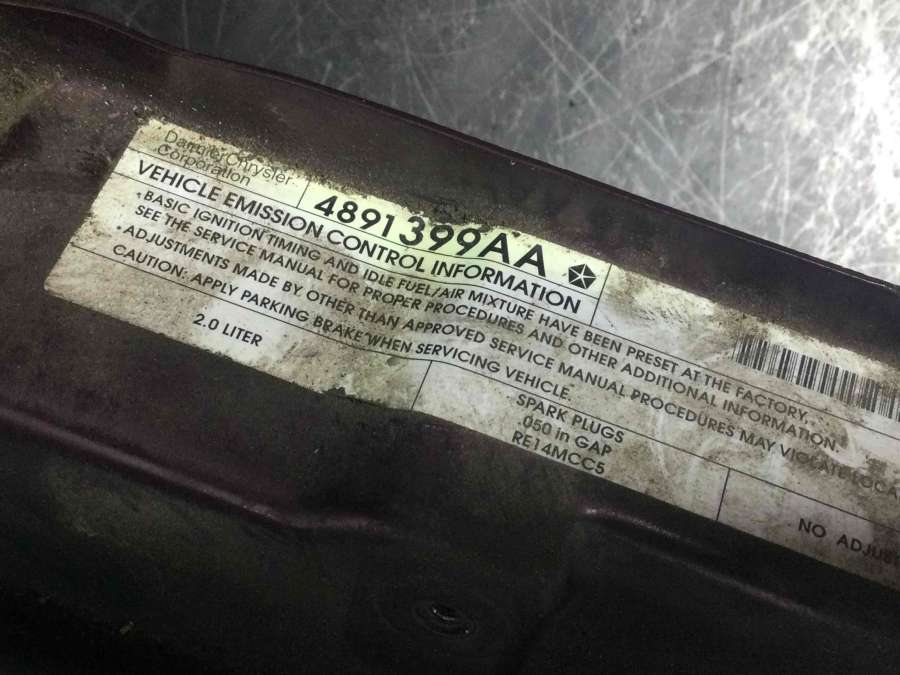 DaimlerChrysler
Corporation
4891399AA
VEHICLE EMISSION CONTROL INFORMATION
•BASIC IGNITION TIMING AND IDLE FUEL/AIR MIXTURE HAVE BEEN PRESET AT THE FACTORY.
SEE THE SERVICE MANUAL FOR PROPER PROCEDURES AND OTHER ADDITIONAL INFORMATION.
•ADJUSTMENTS MADE BY OTHER THAN APPROVED SERVICE MANUAL PROCEDURES MAY VIOLATE LOCA
CAUTION: APPLY PARKING BRAKE WHEN SERVICING VEHICLE.
2.0 LITER
SPARK PLUGS
.050 in GAP
RE14MCC5
NO ADJUS